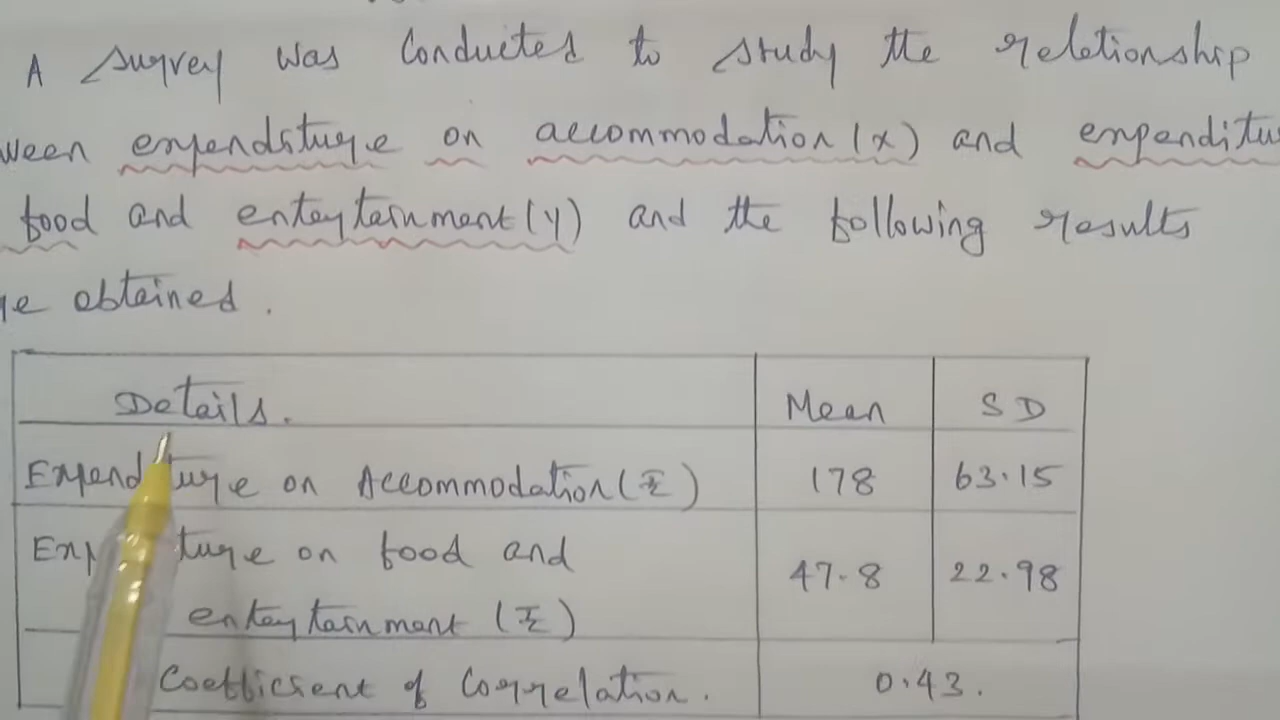 A survey was conducted to study the relationship
ween expenditure on accommodation (x) and expenditu
food and entertainment (y) and the following results
re obtained.
Details. Mean SD
Expenditure on Accommodation (₹) 178 63.15
Exp ture on food and
entertainment (₹) 47.8 22.98
Coefficient of Correlation. 0.43.